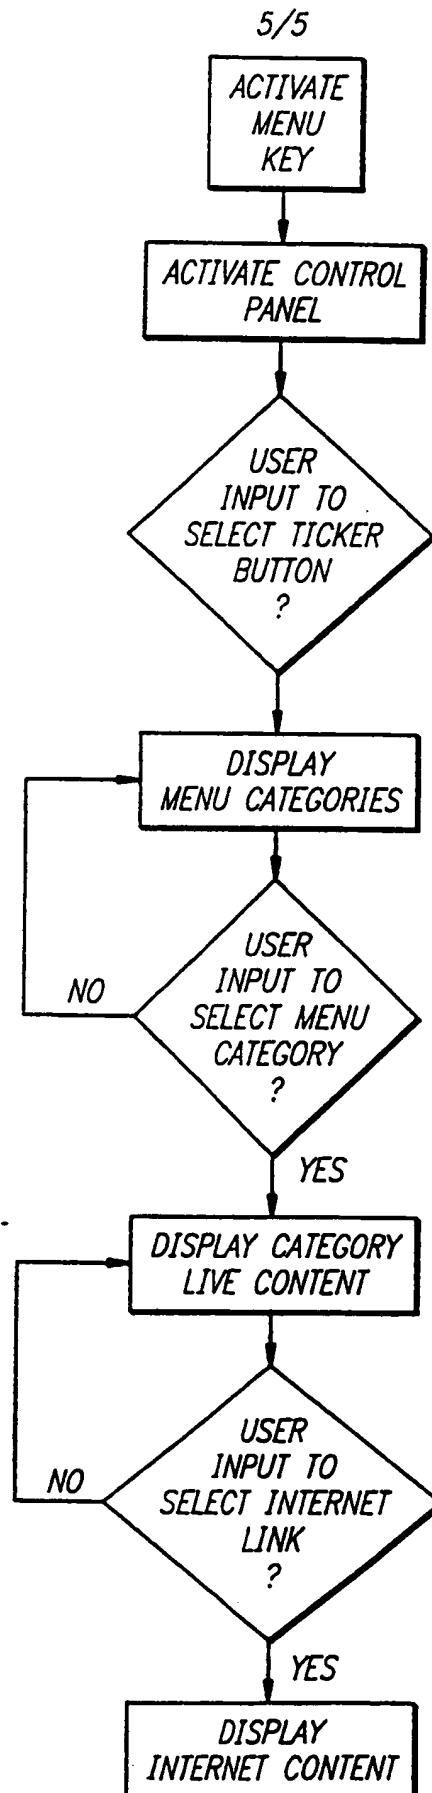 5/5
ACTIVATE
MENU
KEY
ACTIVATE CONTROL
PANEL
USER
INPUT TO
SELECT TICKER
BUTTON
?
DISPLAY
MENU CATEGORIES
USER
INPUT TO
SELECT MENU
CATEGORY
?
NO
YES
DISPLAY CATEGORY
LIVE CONTENT
USER
INPUT TO
SELECT INTERNET
LINK
?
NO
YES
DISPLAY
INTERNET CONTENT